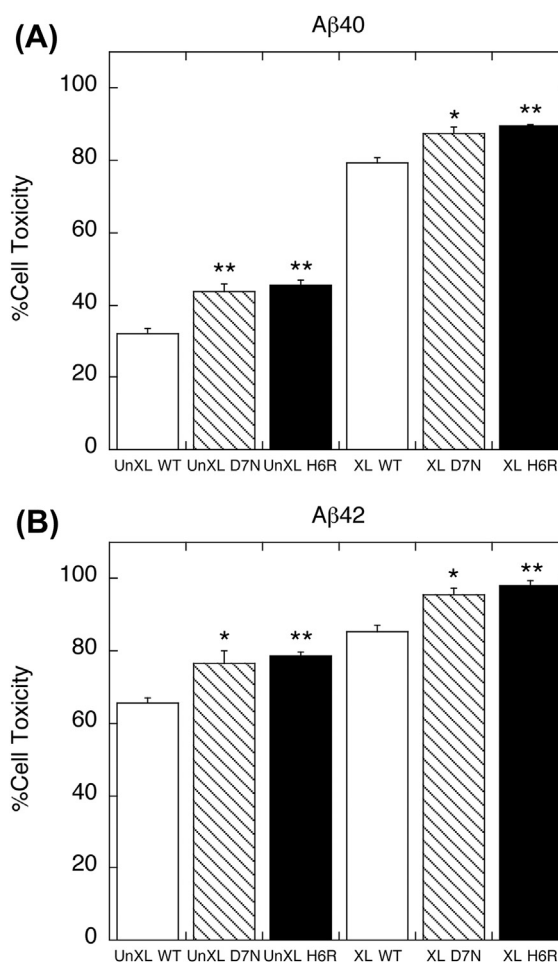 (A)
Aβ40
%Cell Toxicity
100
80
60
40
20
0
** ** * **
UnXL WT UnXL D7N UnXL H6R XL WT XL D7N XL H6R
(B)
Aβ42
%Cell Toxicity
100
80
60
40
20
0
* ** * **
UnXL WT UnXL D7N UnXL H6R XL WT XL D7N XL H6R